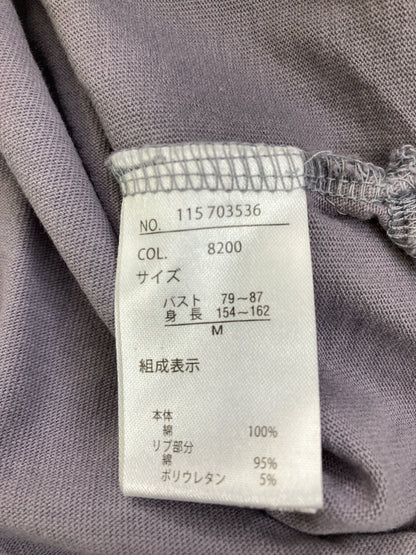 NO. 115703536
COL. 8200
サイズ
バスト 79～87
身長 154～162
M
組成表示
本体
綿 100%
リブ部分
綿 95%
ポリウレタン 5%